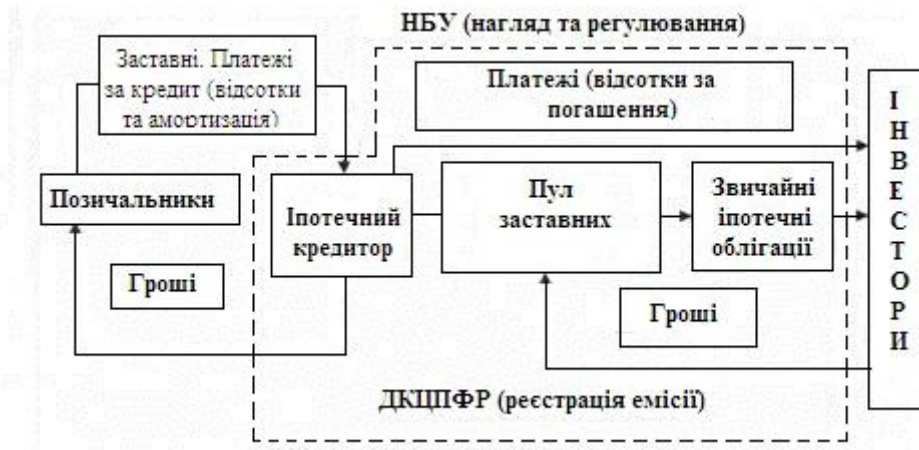 НБУ (нагляд та регулювання)
Заставні. Платежі
за кредит (відсотки
та амортизація)
Платежі (відсотки за
погашення)
ІНВЕСТОРИ
Позичальники
Іпотечний
кредитор
Пул
заставних
Звичайні
іпотечні
облігації
Гроші
Гроші
ДКЦПФР (реєстрація емісії)